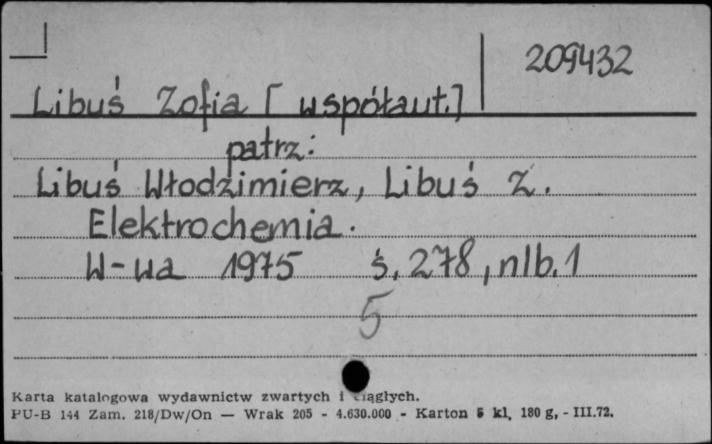 209432
Libuś Zofia [współaut.]
patrz:
Libuś Włodzimierz, Libuś Z.
Elektrochemia.
W-wa 1975 s. 278, nlb. 1
5
Karta katalogowa wydawnictw zwartych i ciągłych.
PU-B 144 Zam. 218/Dw/On — Wrak 205 - 4.630.000 - Karton 5 kl, 180 g, - III.72.